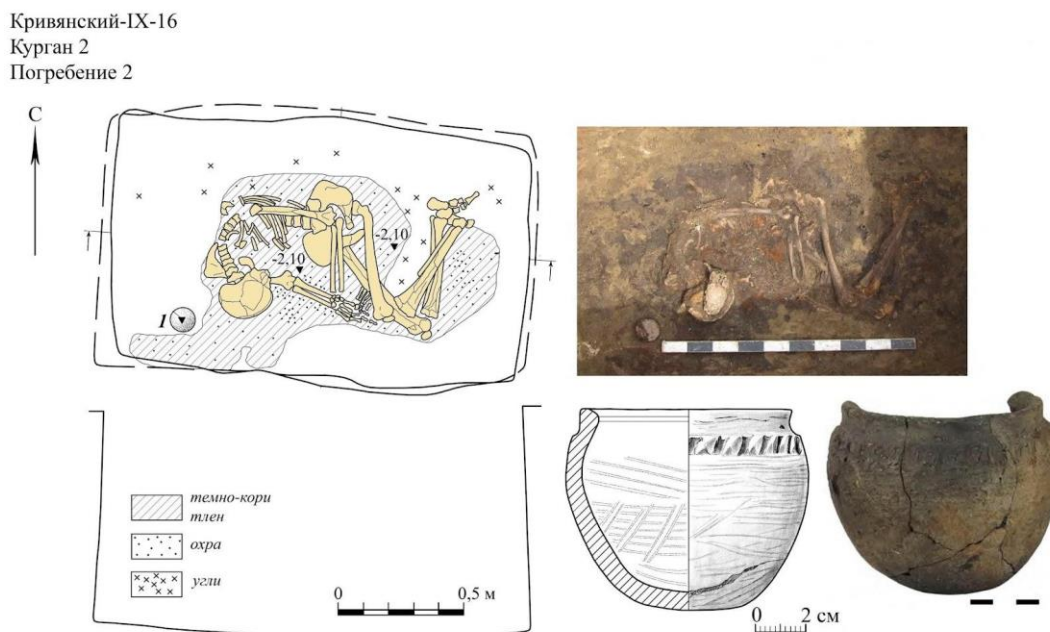 Кривянский-IX-16
Курган 2
Погребение 2
С
-2,10
-2,10
1
темно-кори
тлен
охра
угли
0 0,5 м
0 2 см